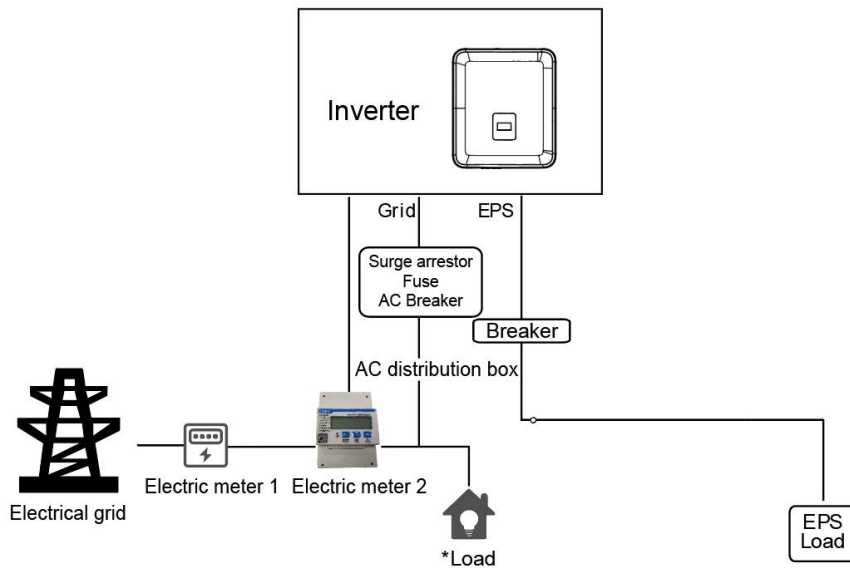 Inverter
Grid
EPS
Surge arrestor
Fuse
AC Breaker
Breaker
AC distribution box
Electric meter 1
Electric meter 2
Electrical grid
*Load
EPS
Load